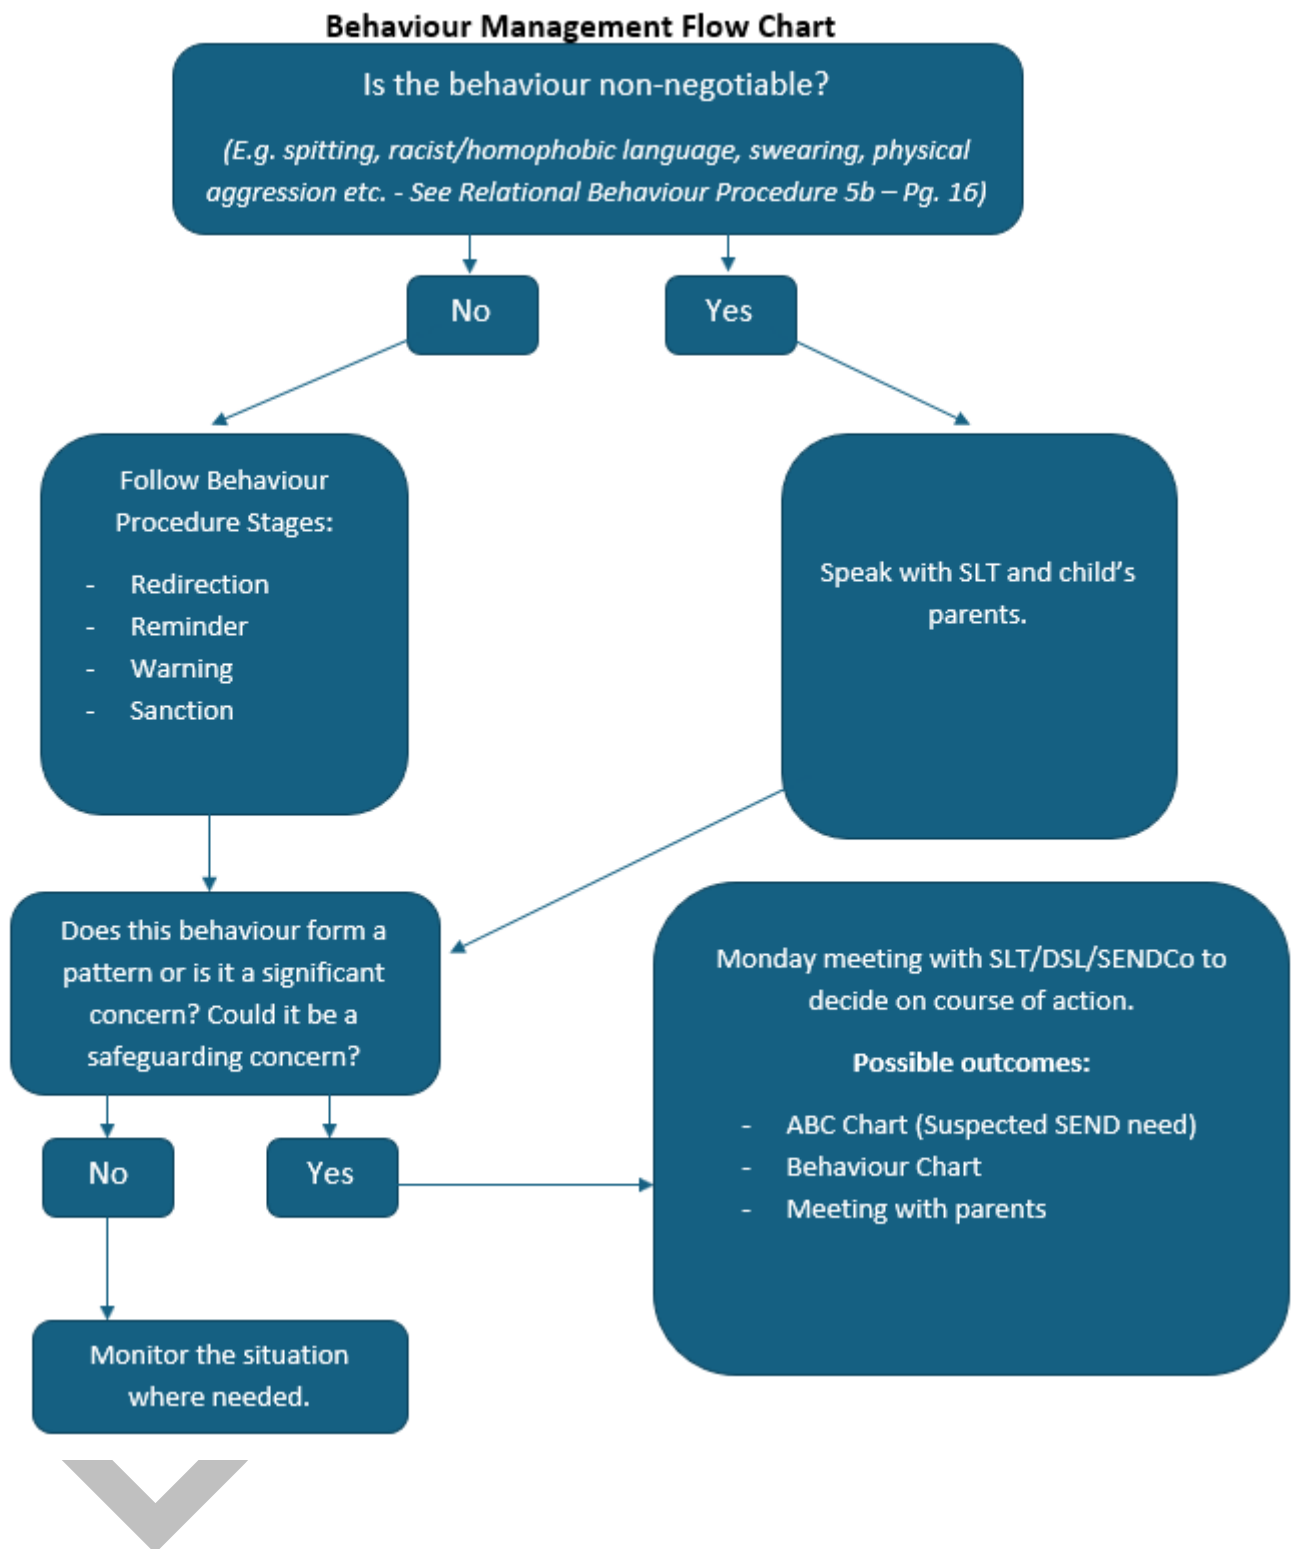 Behaviour Management Flow Chart
Is the behaviour non-negotiable?
(E.g. spitting, racist/homophobic language, swearing, physical
aggression etc. - See Relational Behaviour Procedure 5b – Pg. 16)
No
Yes
Follow Behaviour
Procedure Stages:
- Redirection
- Reminder
- Warning
- Sanction
Speak with SLT and child’s
parents.
Does this behaviour form a
pattern or is it a significant
concern? Could it be a
safeguarding concern?
No
Yes
Monday meeting with SLT/DSL/SENDCo to
decide on course of action.
Possible outcomes:
- ABC Chart (Suspected SEND need)
- Behaviour Chart
- Meeting with parents
Monitor the situation
where needed.